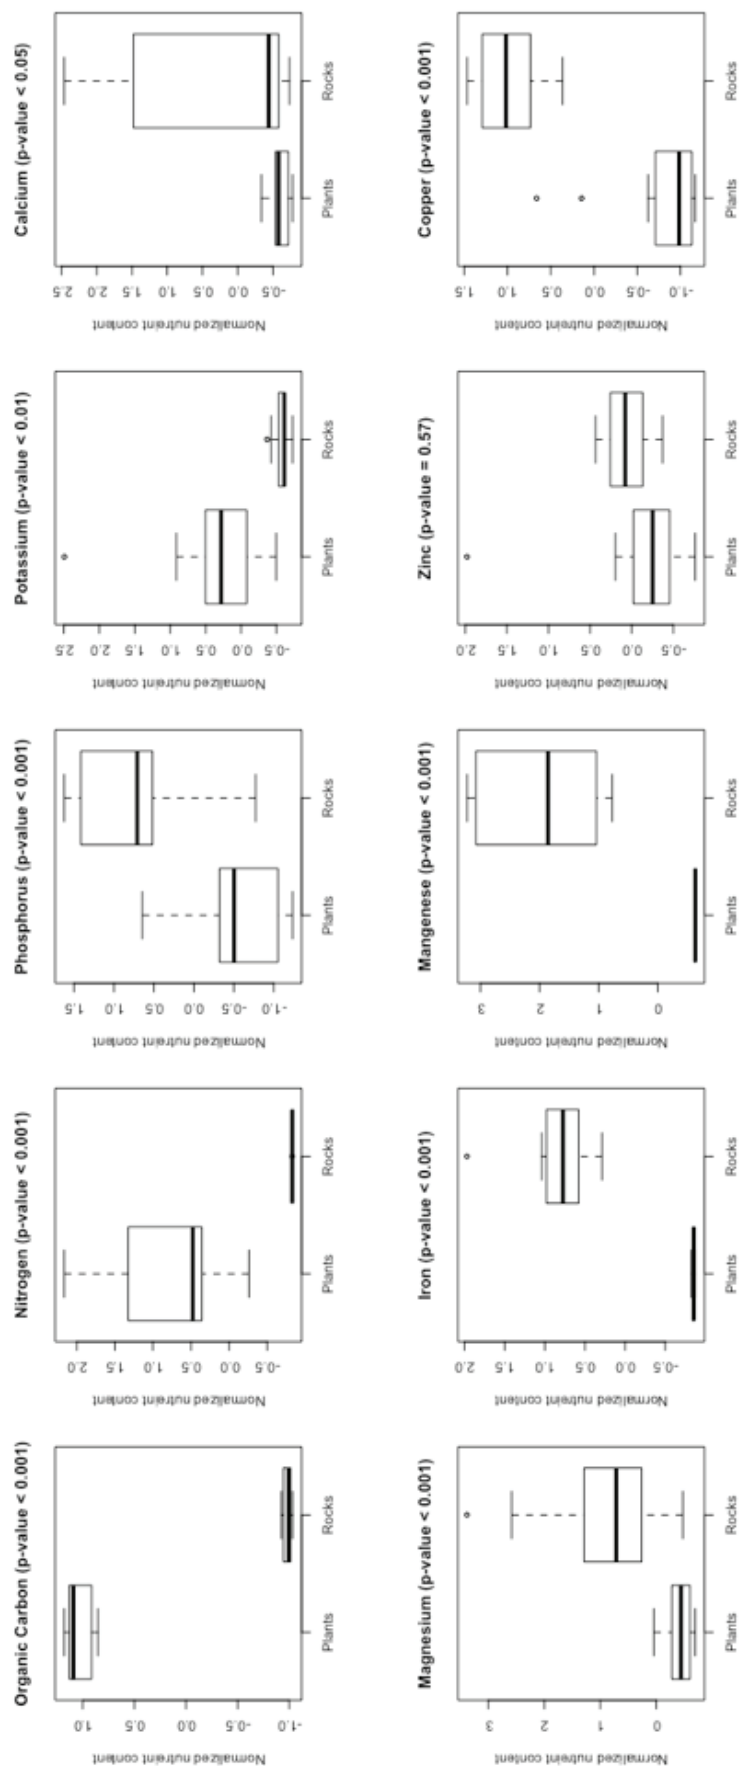 Organic Carbon (p-value < 0.001)
Normalized nutreint content
1.0
0.5
0.0
-0.5
-1.0
Plants
Rocks
Nitrogen (p-value < 0.001)
Normalized nutreint content
2.0
1.5
1.0
0.5
0.0
-0.5
Plants
Rocks
Phosphorus (p-value < 0.001)
Normalized nutreint content
1.5
1.0
0.5
0.0
-0.5
-1.0
Plants
Rocks
Potassium (p-value < 0.01)
Normalized nutreint content
2.5
2.0
1.5
1.0
0.5
0.0
-0.5
Plants
Rocks
Calcium (p-value < 0.05)
Normalized nutreint content
2.5
2.0
1.5
1.0
0.5
0.0
-0.5
Plants
Rocks
Magnesium (p-value < 0.001)
Normalized nutreint content
3
2
1
0
Plants
Rocks
Iron (p-value < 0.001)
Normalized nutreint content
2.0
1.5
1.0
0.5
0.0
Plants
Rocks
Mangenese (p-value < 0.001)
Normalized nutreint content
3
2
1
0
Plants
Rocks
Zinc (p-value = 0.57)
Normalized nutreint content
2.0
1.5
1.0
0.5
0.0
-0.5
Plants
Rocks
Copper (p-value < 0.001)
Normalized nutreint content
1.5
1.0
0.5
0.0
-0.5
-1.0
Plants
Rocks